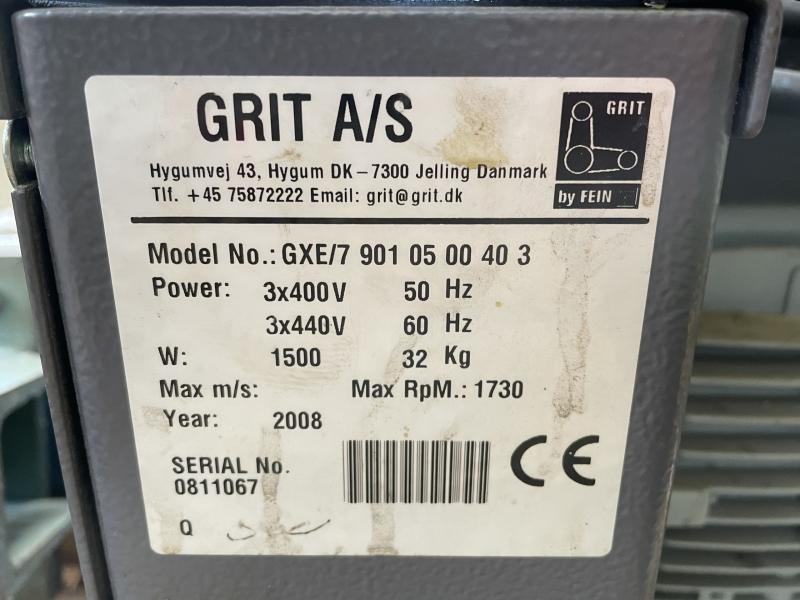 GRIT A/S
GRIT
by FEIN
Hygumvej 43, Hygum DK – 7300 Jelling Danmark
Tlf. +45 75872222 Email: grit@grit.dk
Model No.: GXE/7 901 05 00 40 3
Power: 3x400V 50 Hz
3x440V 60 Hz
W: 1500 32 Kg
Max m/s: Max RpM.: 1730
Year: 2008
SERIAL No.
0811067
CE
Q